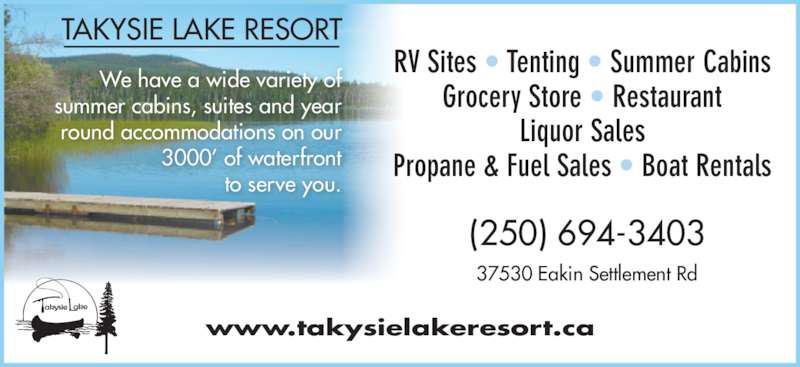 TAKYSIE LAKE RESORT
We have a wide variety of
summer cabins, suites and year
round accommodations on our
3000’ of waterfront
to serve you.
RV Sites • Tenting • Summer Cabins
Grocery Store • Restaurant
Liquor Sales
Propane & Fuel Sales • Boat Rentals
(250) 694-3403
37530 Eakin Settlement Rd
Takysie Lake
www.takysielakeresort.ca